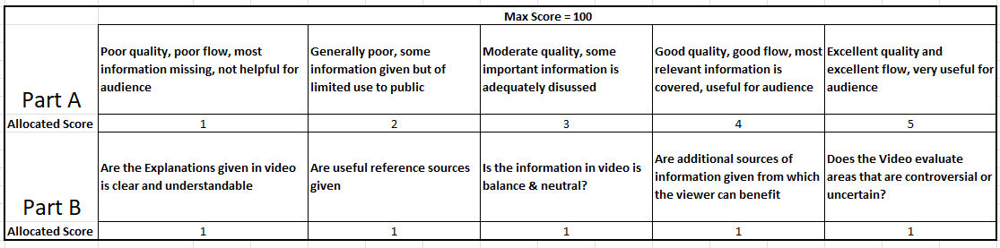 Max Score = 100
Part A
Poor quality, poor flow, most
information missing, not helpful for
audience
Generally poor, some
information given but of
limited use to public
Moderate quality, some
important information is
adequately disussed
Good quality, good flow, most
relevant information is
covered, useful for audience
Excellent quality and
excellent flow, very useful for
audience
Allocated Score 1 2 3 4 5
Part B
Are the Explanations given in video
is clear and understandable
Are useful reference sources
given
Is the information in video is
balance & neutral?
Are additional sources of
information given from which
the viewer can benefit
Does the Video evaluate
areas that are controversial or
uncertain?
Allocated Score 1 1 1 1 1